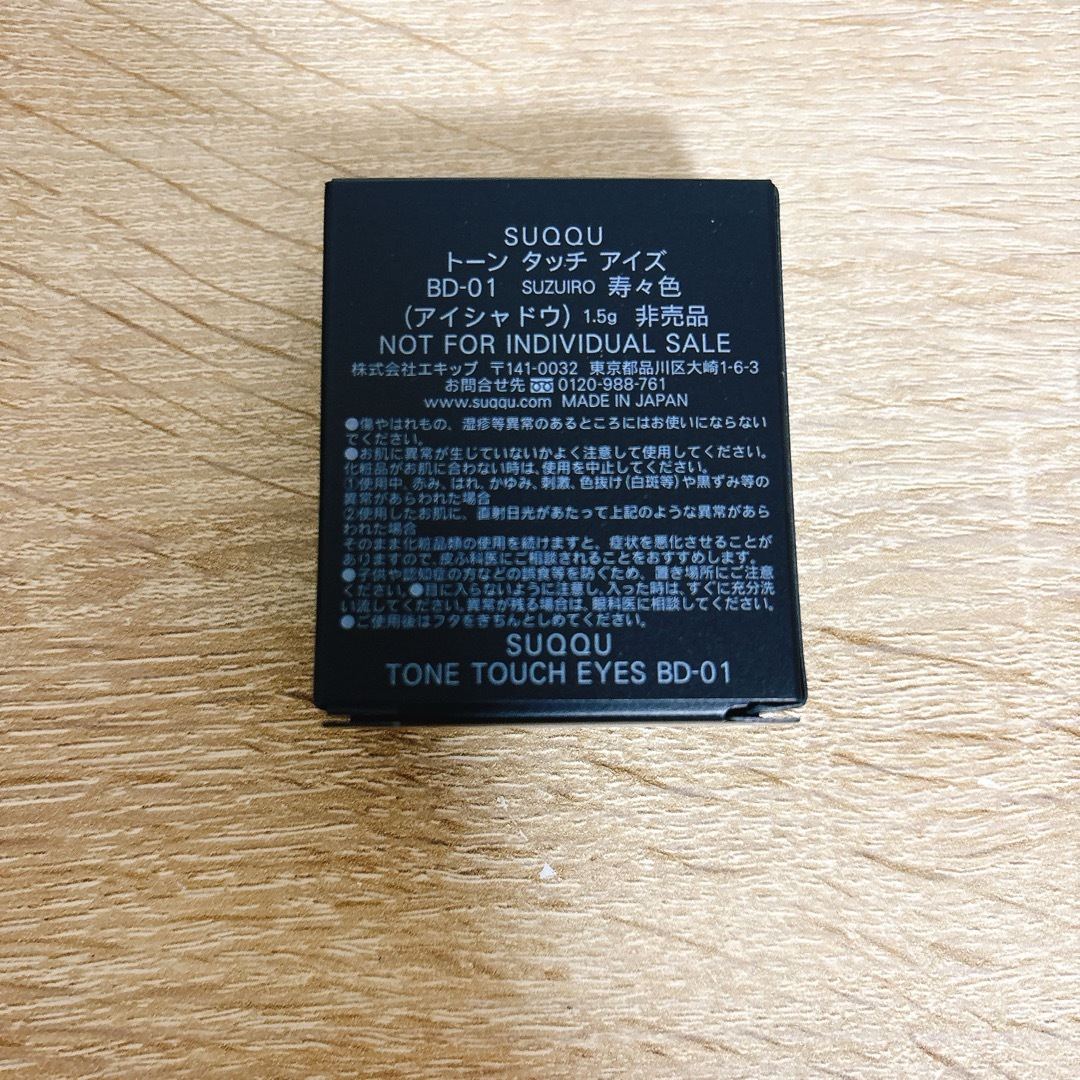 SUQQU
トーン タッチ アイズ
BD-01 SUZUIRO 寿々色
(アイシャドウ) 1.5g 非売品
NOT FOR INDIVIDUAL SALE
株式会社エキップ 〒141-0032 東京都品川区大崎1-6-3
お問合せ先 0120-988-761
www.suqqu.com MADE IN JAPAN
●傷やはれもの、湿疹等異常のあるところにはお使いにならない
でください。
●お肌に異常が生じていないかよく注意して使用してください。
化粧品がお肌に合わない時は、使用を中止してください。
①使用中、赤み、はれ、かゆみ、刺激、色抜け(白斑等)や黒ずみ等の
異常があらわれた場合
②使用したお肌に、直射日光があたって上記のような異常があら
われた場合
そのまま化粧品類の使用を続けますと、症状を悪化させることが
ありますので、皮ふ科医にご相談されることをおすすめします。
●子供や認知症の方などの誤食等を防ぐため、置き場所にご注意
ください。●目に入らないように注意し、入った時は、すぐに充分洗
い流してください。異常が残る場合は、眼科医に相談してください。
●ご使用後はフタをきちんとしめてください。
SUQQU
TONE TOUCH EYES BD-01